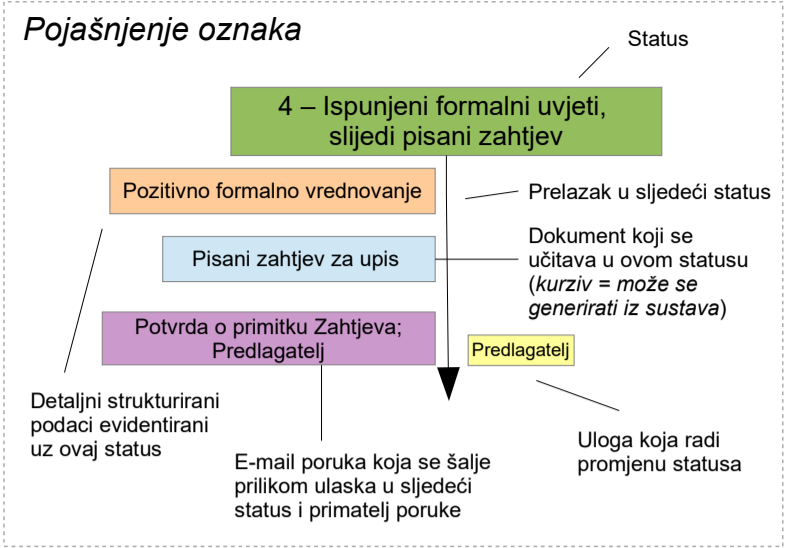 Pojašnjenje oznaka
Status
4 – Ispunjeni formalni uvjeti,
slijedi pisani zahtjev
Pozitivno formalno vrednovanje
Prelazak u sljedeći status
Pisani zahtjev za upis
Dokument koji se
učitava u ovom statusu
(kurziv = može se
generirati iz sustava)
Potvrda o primitku Zahtjeva;
Predlagatelj
Predlagatelj
Detaljni strukturirani
podaci evidentirani
uz ovaj status
E-mail poruka koja se šalje
prilikom ulaska u sljedeći
status i primatelj poruke
Uloga koja radi
promjenu statusa